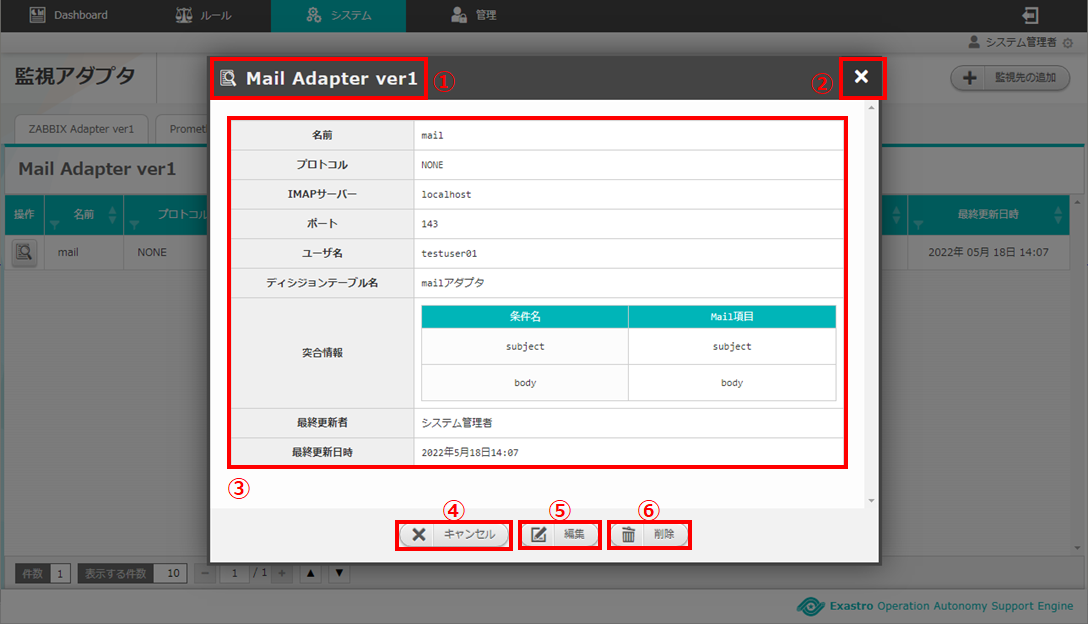 Dashboard
ルール
システム
管理
システム管理者
監視アダプタ
監視先の追加
ZABBIX Adapter ver1
Promet
Mail Adapter ver1
操作
名前
プロトコル
最終更新日時
mail
NONE
2022年 05月 18日 14:07
Mail Adapter ver1
①
②
名前
mail
プロトコル
NONE
IMAPサーバー
localhost
ポート
143
ユーザ名
testuser01
ディシジョンテーブル名
mailアダプタ
突合情報
条件名
Mail項目
subject
subject
body
body
最終更新者
システム管理者
最終更新日時
2022年5月18日14:07
③
④
⑤
⑥
キャンセル
編集
削除
件数
1
表示する件数
10
1
/ 1
Exastro Operation Autonomy Support Engine